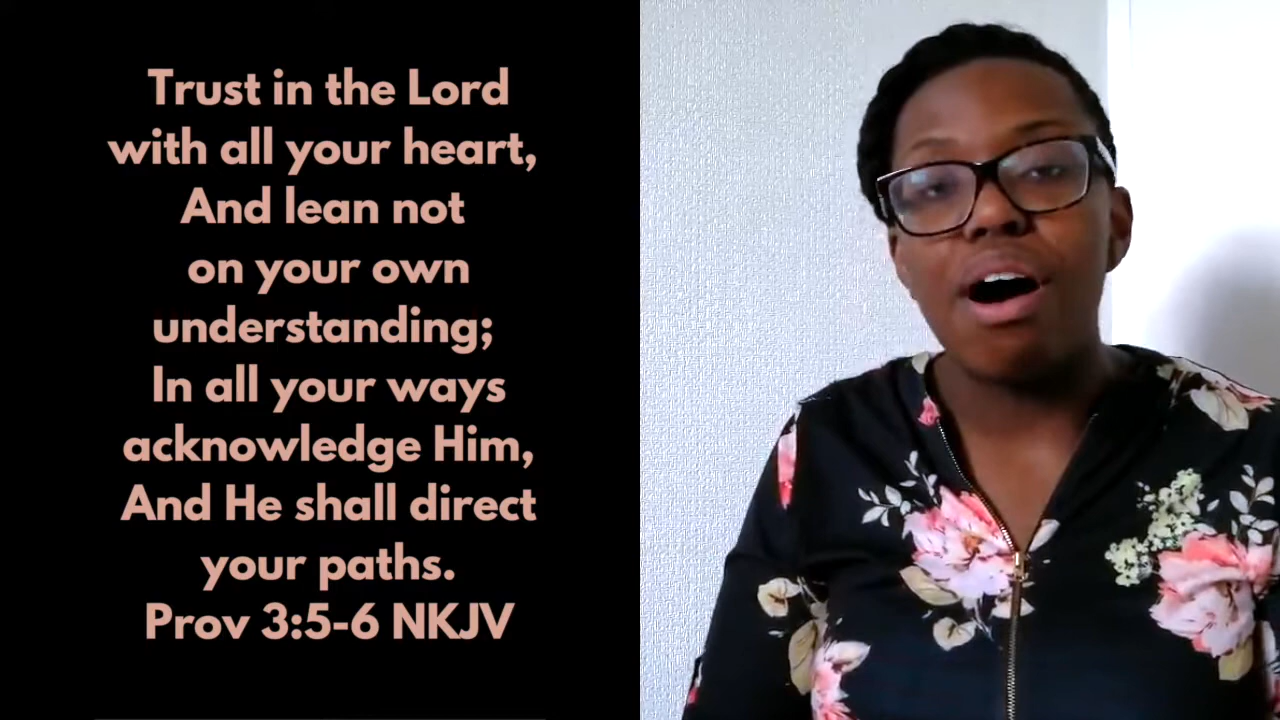 Trust in the Lord
with all your heart,
And lean not
on your own
understanding;
In all your ways
acknowledge Him,
And He shall direct
your paths.
Prov 3:5-6 NKJV